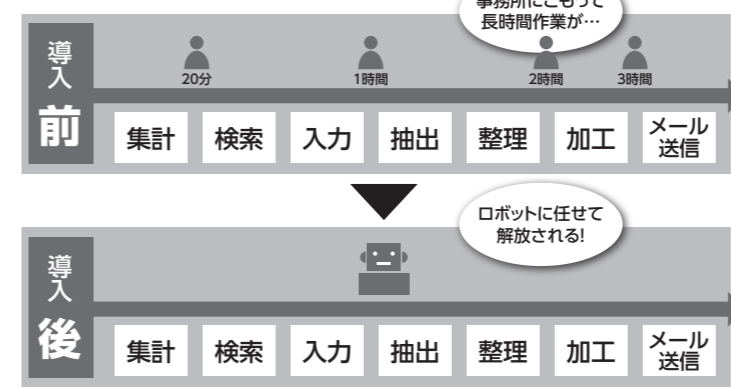 事務所にこもって
長時間作業が…
導入前
20分
1時間
2時間
3時間
集計
検索
入力
抽出
整理
加工
メール
送信
ロボットに任せて
解放される!
導入後
集計
検索
入力
抽出
整理
加工
メール
送信